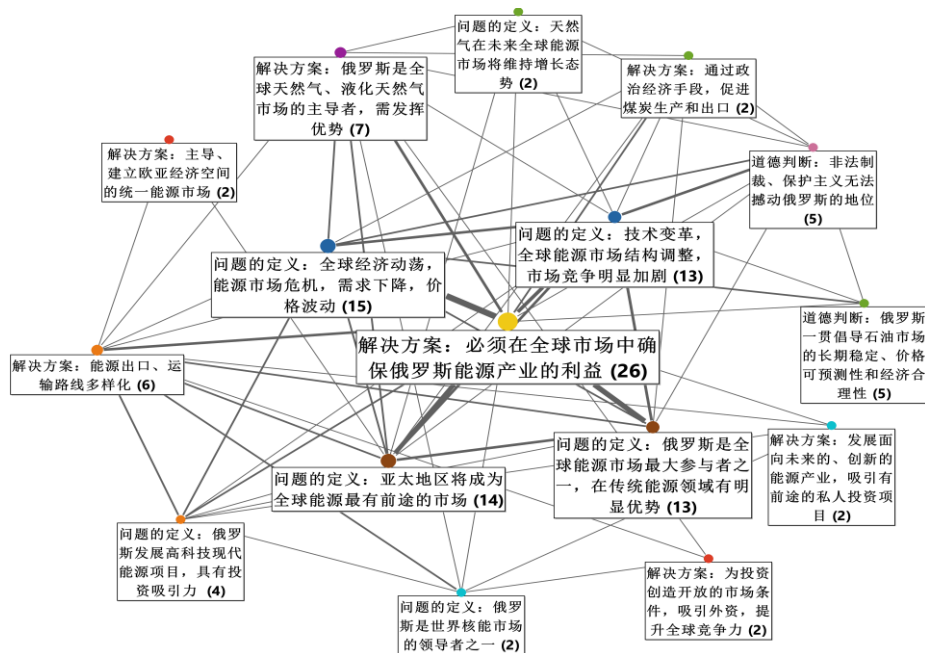 问题的定义：天然
气在未来全球能源
市场将维持增长态
势 (2)
解决方案：俄罗斯是全
球天然气、液化天然气
市场的主导者，需发挥
优势 (7)
解决方案：通过政
治经济手段，促进
煤炭生产和出口 (2)
解决方案：主导、
建立欧亚经济空间
的统一能源市场 (2)
道德判断：非法制
裁、保护主义无法
撼动俄罗斯的地位
(5)
问题的定义：技术变革，
全球能源市场结构调整，
市场竞争明显加剧 (13)
问题的定义：全球经济动荡，
能源市场危机，需求下降，价
格波动 (15)
道德判断：俄罗斯
一贯倡导石油市场
的长期稳定、价格
可预测性和经济合
理性 (5)
解决方案：必须在全球市场中确
保俄罗斯能源产业的利益 (26)
解决方案：能源出口、运
输路线多样化 (6)
问题的定义：俄罗斯是全
球能源市场最大参与者之
一，在传统能源领域有明
显优势 (13)
解决方案：发展面
向未来的、创新的
能源产业，吸引有
前途的私人投资项
目 (2)
问题的定义：亚太地区将成为
全球能源最有前途的市场 (14)
问题的定义：俄罗
斯发展高科技现代
能源项目，具有投
资吸引力 (4)
解决方案：为投资
创造开放的市场条
件，吸引外资，提
升全球竞争力 (2)
问题的定义：俄罗
斯是世界核能市场
的领导者之一 (2)